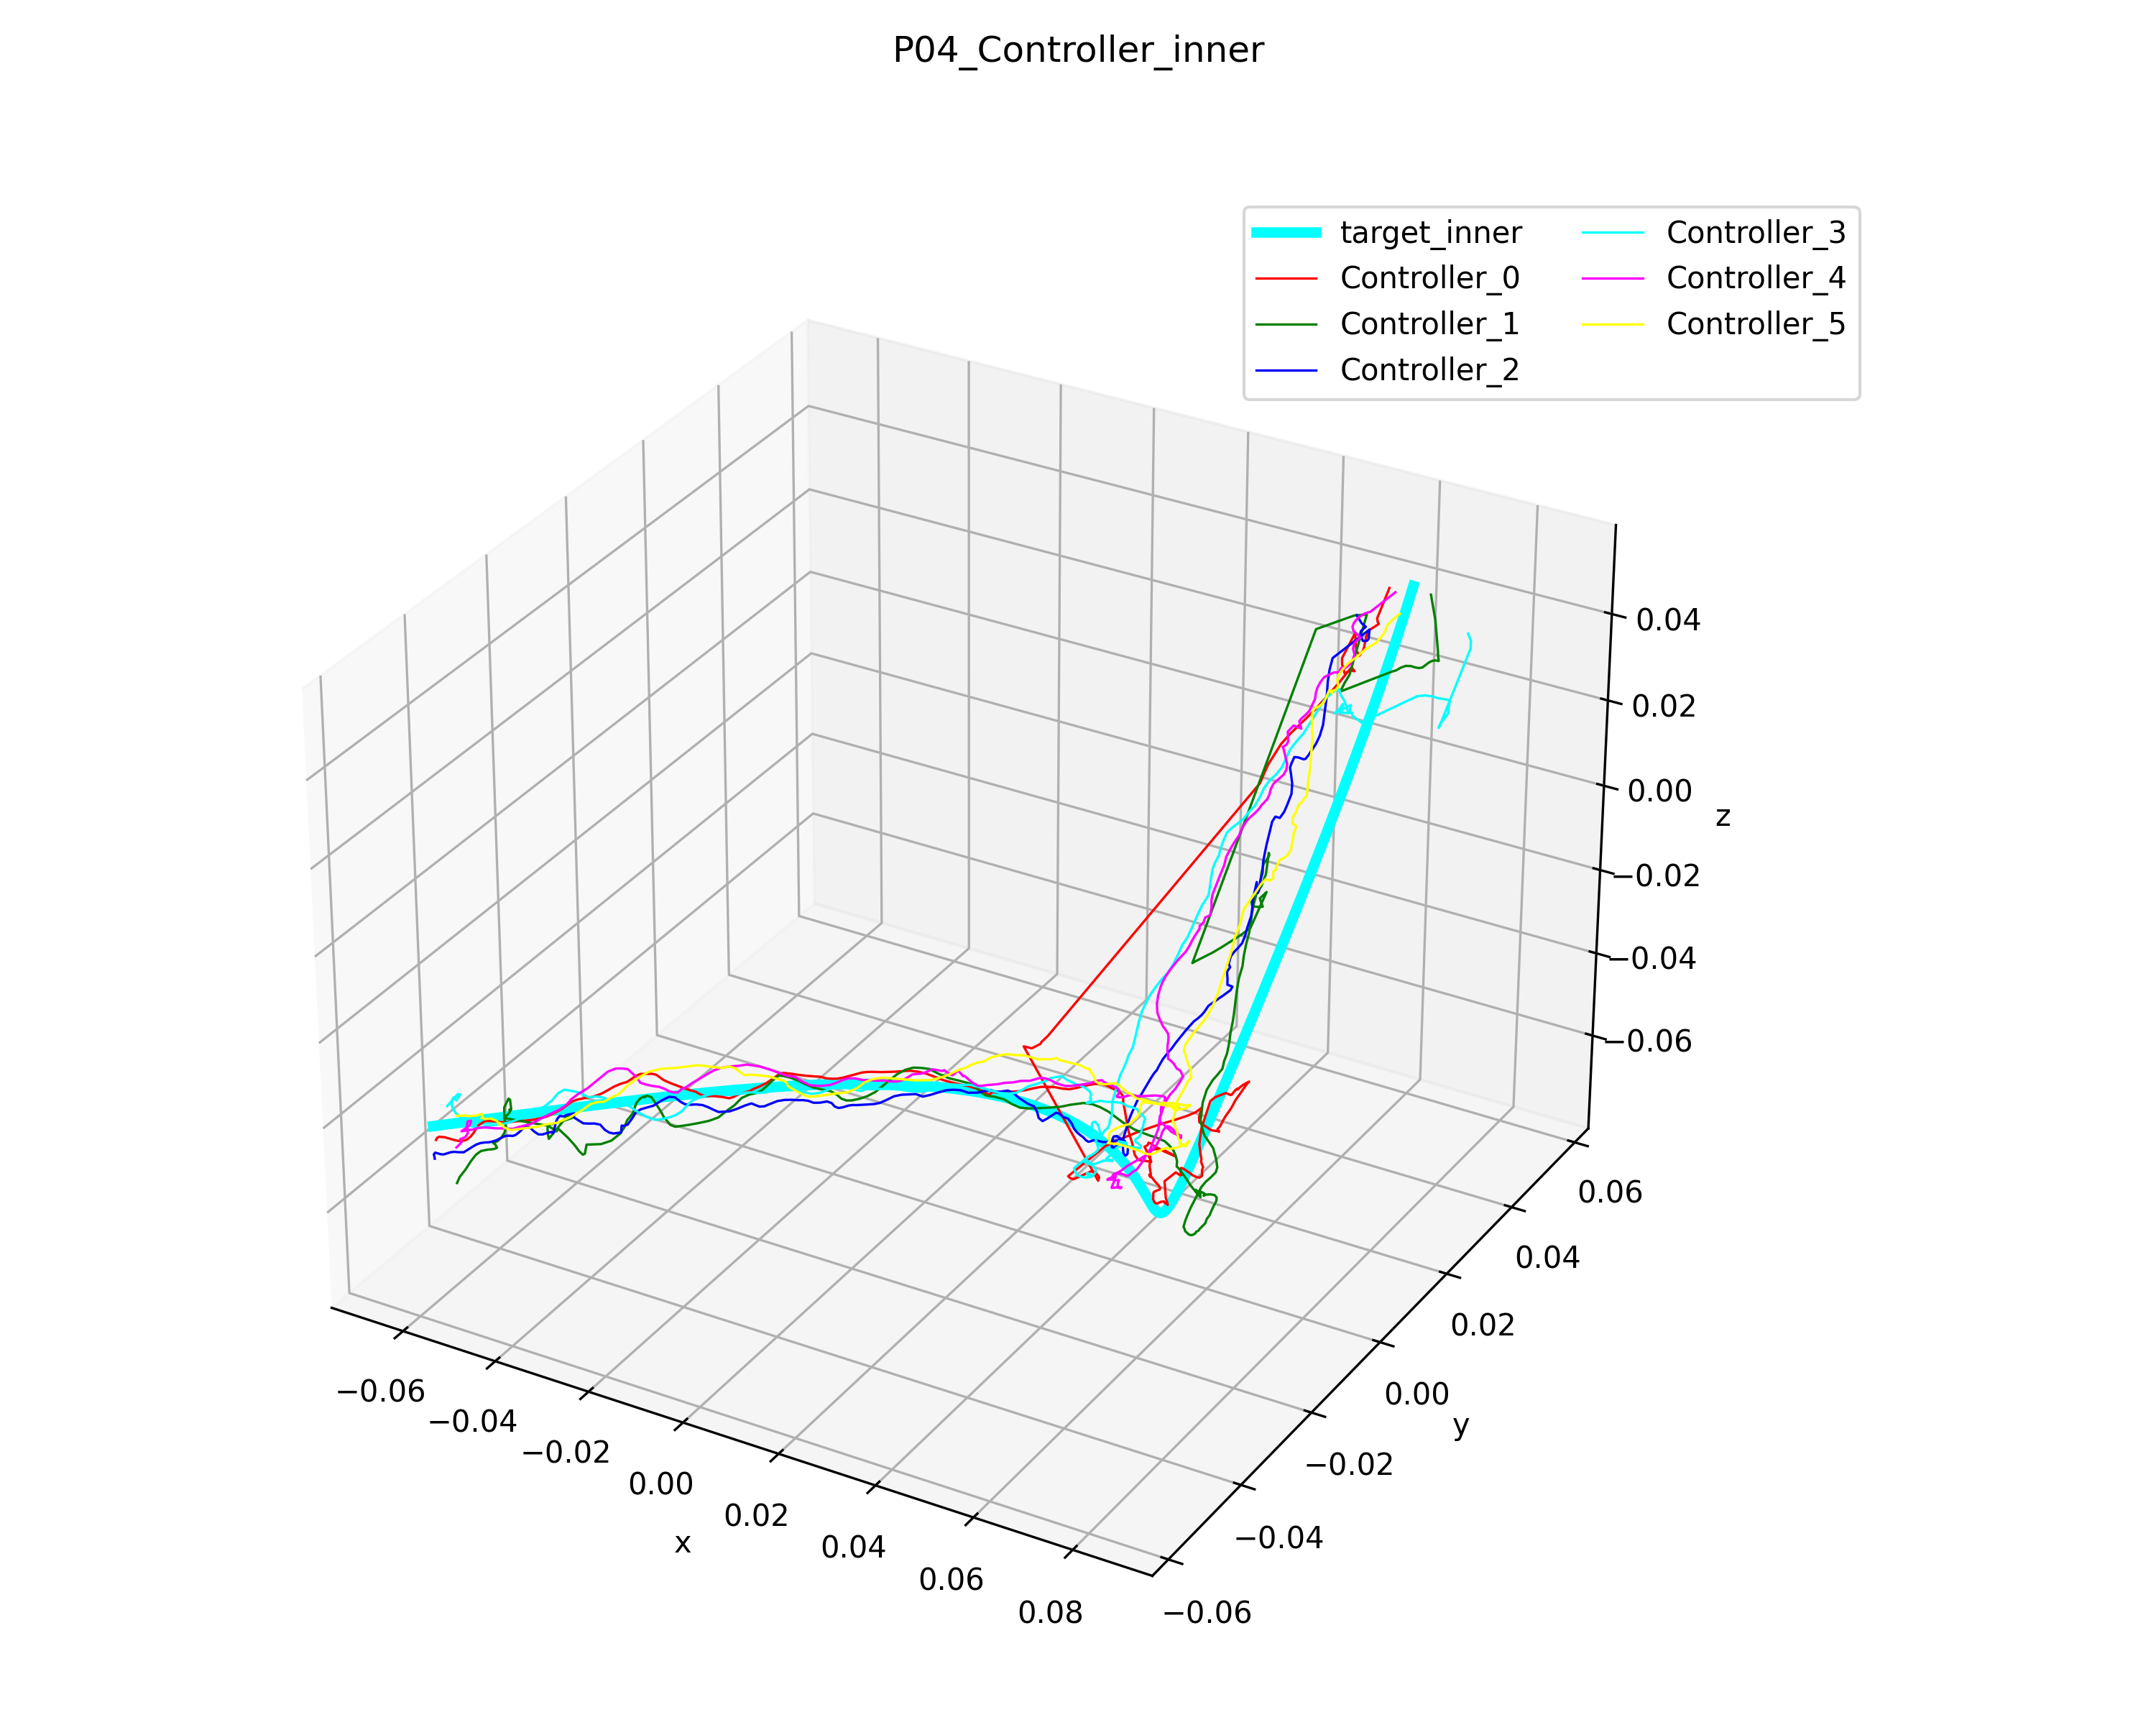 P04_Controller_inner
target_inner
Controller_0
Controller_1
Controller_2
Controller_3
Controller_4
Controller_5
0.04
0.02
0.00
z
−0.02
−0.04
−0.06
0.06
0.04
0.02
0.00
y
−0.02
−0.04
−0.06
−0.06
−0.04
−0.02
0.00
x
0.02
0.04
0.06
0.08